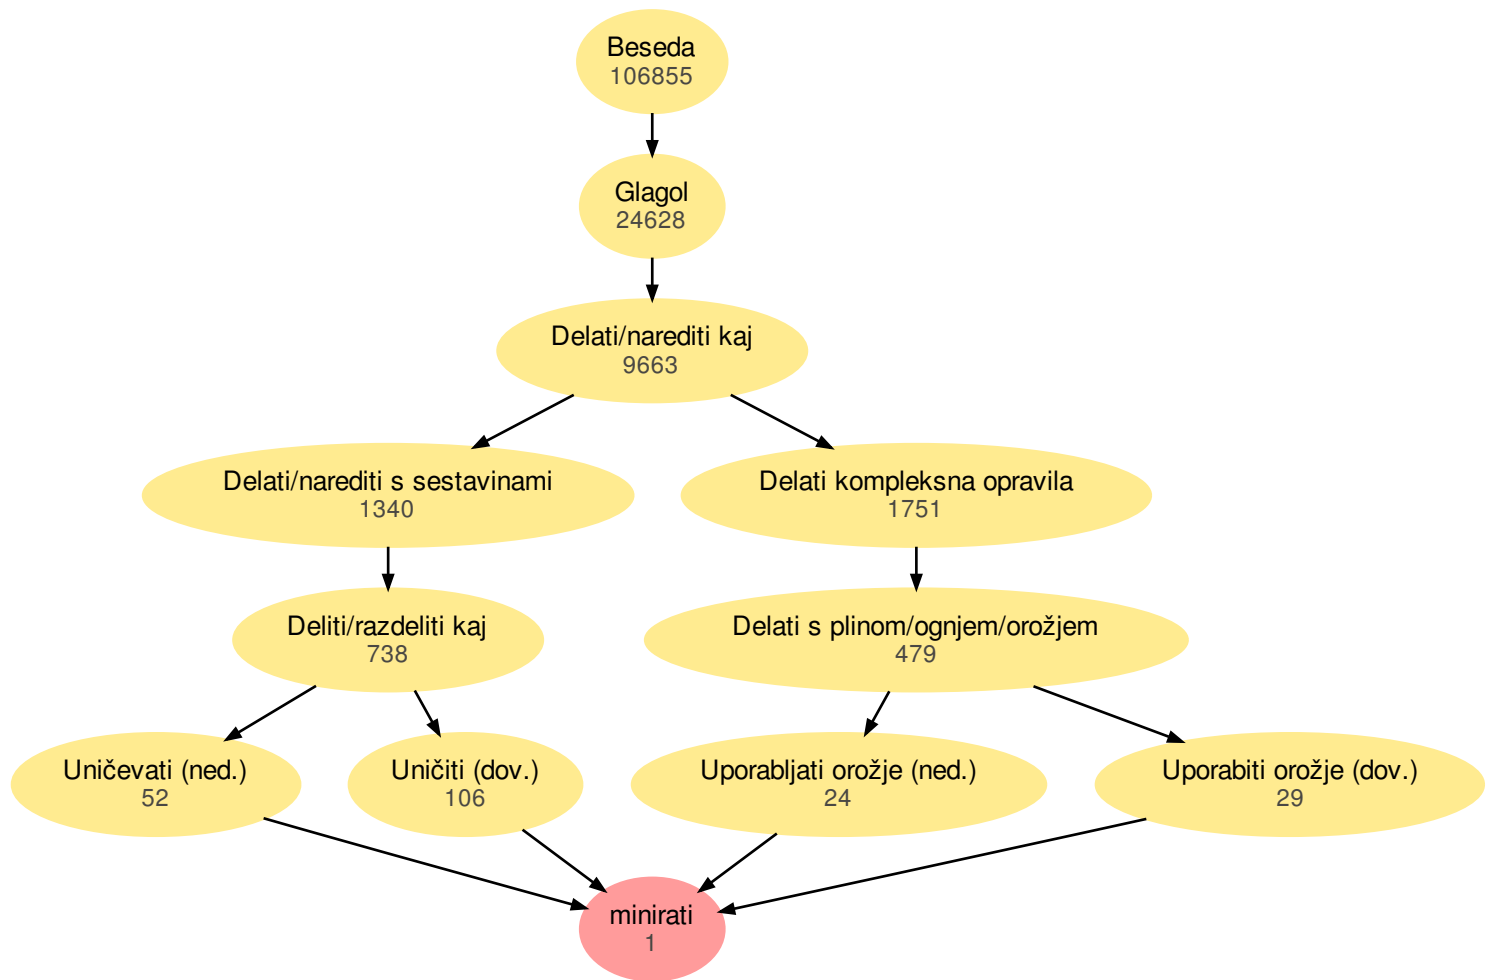 Beseda
106855
Glagol
24628
Delati/narediti kaj
9663
Delati/narediti s sestavinami
1340
Delati kompleksna opravila
1751
Deliti/razdeliti kaj
738
Delati s plinom/ognjem/orožjem
479
Uničevati (ned.)
52
Uničiti (dov.)
106
Uporabljati orožje (ned.)
24
Uporabiti orožje (dov.)
29
minirati
1